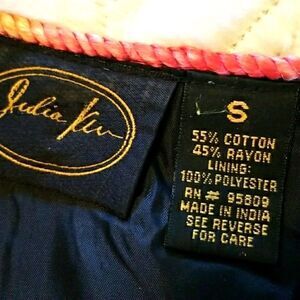 S
55% COTTON
45% RAYON
LINING:
100% POLYESTER
RN # 95809
MADE IN INDIA
SEE REVERSE
FOR CARE